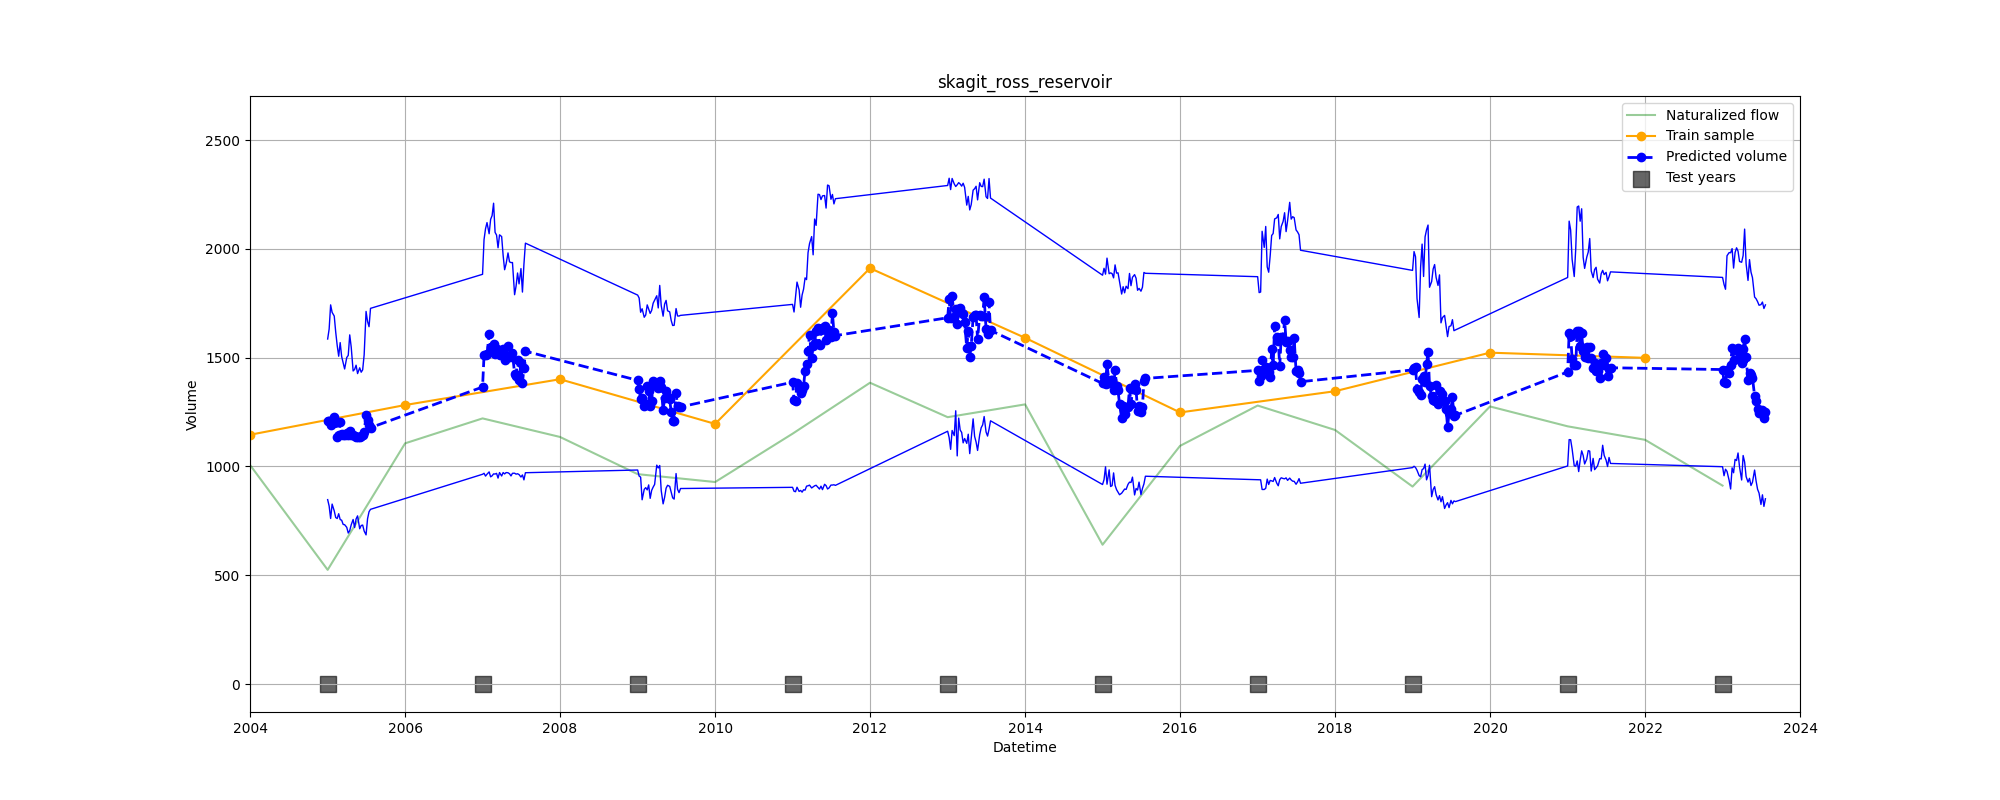 skagit_ross_reservoir
Naturalized flow
Train sample
Predicted volume
Test years
Volume
2500
2000
1500
1000
500
0
2004 2006 2008 2010 2012 2014 2016 2018 2020 2022 2024
Datetime